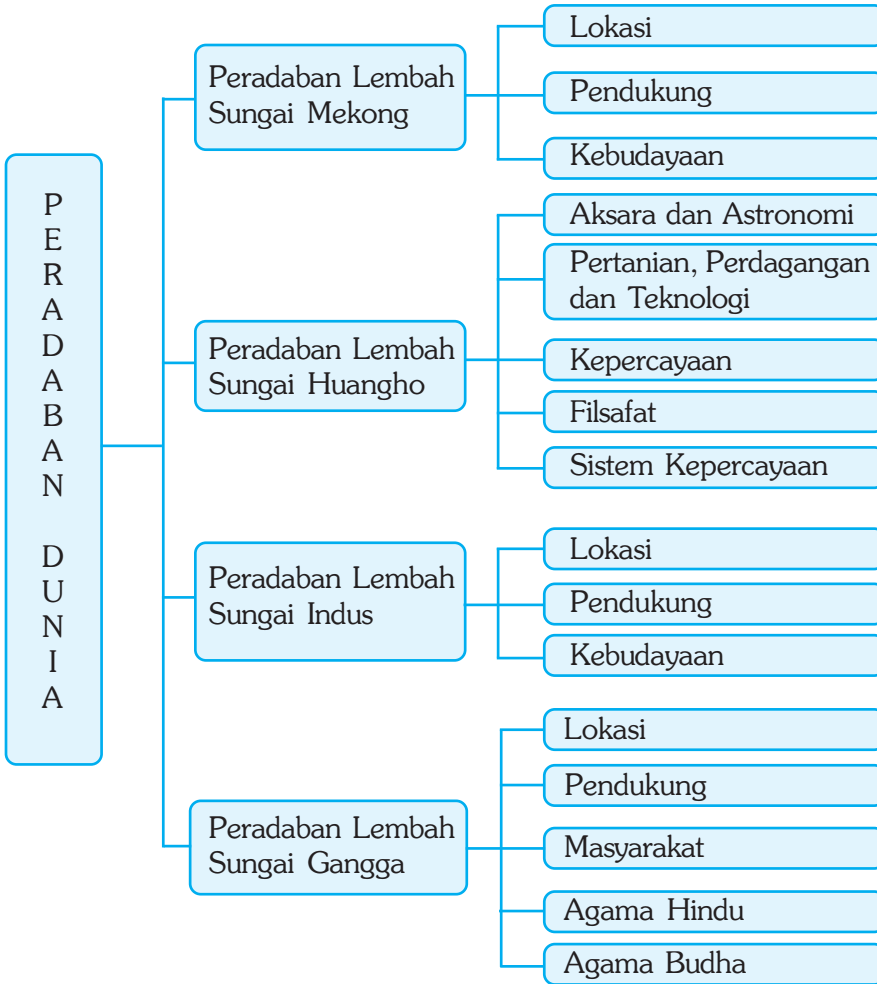 PERADABAN DUNIA
Peradaban Lembah
Sungai Mekong
Lokasi
Pendukung
Kebudayaan
Peradaban Lembah
Sungai Huangho
Aksara dan Astronomi
Pertanian, Perdagangan
dan Teknologi
Kepercayaan
Filsafat
Sistem Kepercayaan
Peradaban Lembah
Sungai Indus
Lokasi
Pendukung
Kebudayaan
Peradaban Lembah
Sungai Gangga
Lokasi
Pendukung
Masyarakat
Agama Hindu
Agama Budha